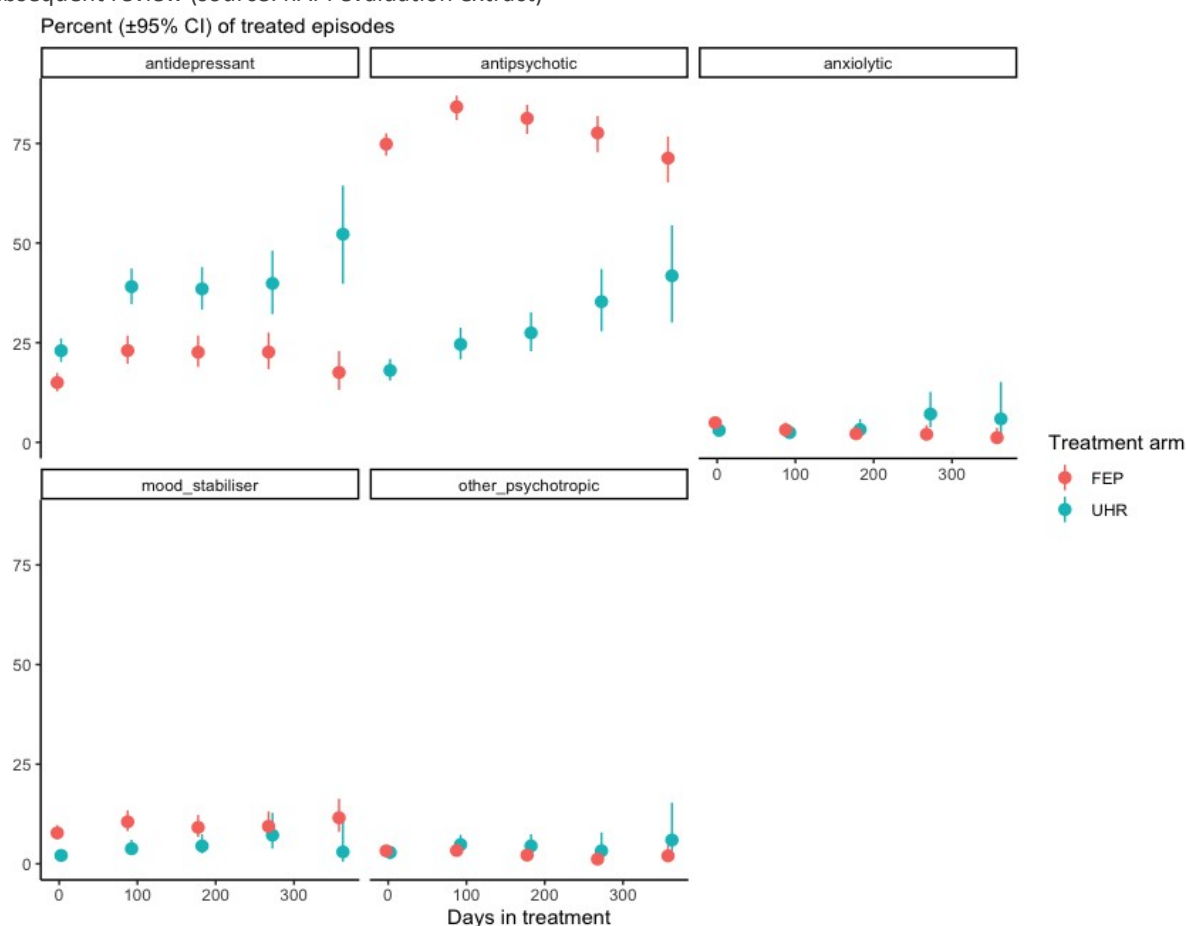 Percent (±95% CI) of treated episodes
antidepressant
antipsychotic
anxiolytic
75
50
25
0
0 100 200 300
Treatment arm
FEP
UHR
mood_stabiliser
other_psychotropic
75
50
25
0
0 100 200 300
0 100 200 300
Days in treatment